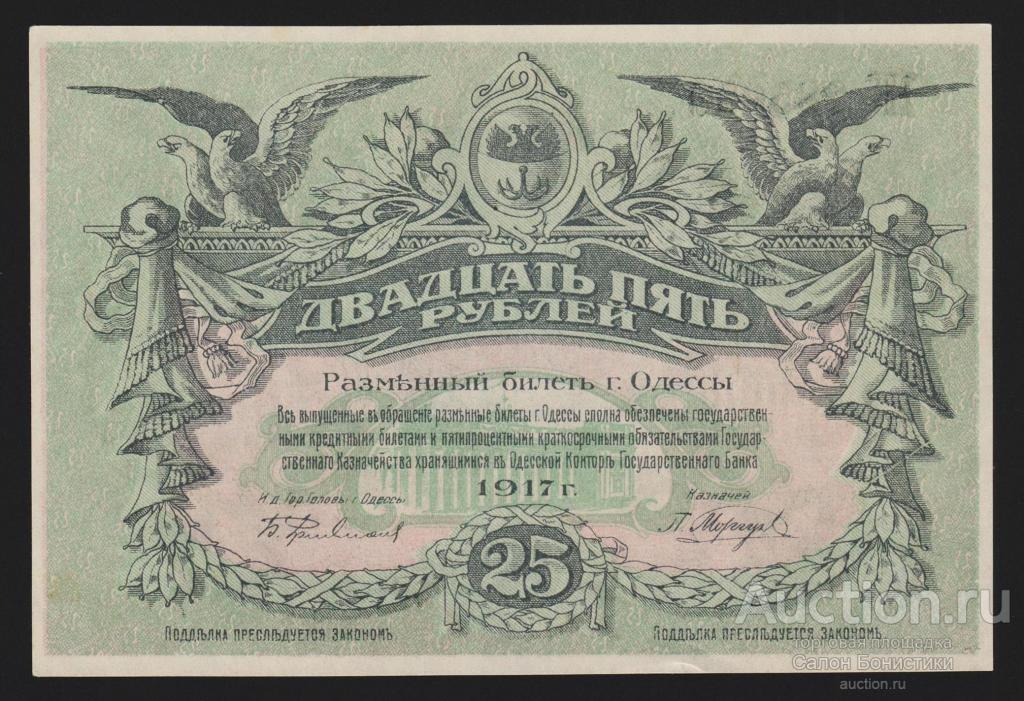 ДВАДЦАТЬ ПЯТЬ
РУБЛЕЙ
Размѣнный билетъ г. Одессы
Всѣ выпущенные въ обращенiе размѣнные билеты г. Одессы сполна обезпечены государствен-
ными кредитными билетами и пятипроцентными краткосрочными обязательствами Государ-
ственнаго Казначейства хранящимися въ Одесской Конторѣ Государственнаго Банка
1917 г.
И д Гор Головы г. Одессы
Казначей
25
ПОДДѢЛКА ПРЕСЛѢДУЕТСЯ ЗАКОНОМЪ
ПОДДѢЛКА ПРЕСЛѢДУЕТСЯ ЗАКОНОМЪ
Auction.ru
торговая площадка
Салон Бонистики
auction.ru